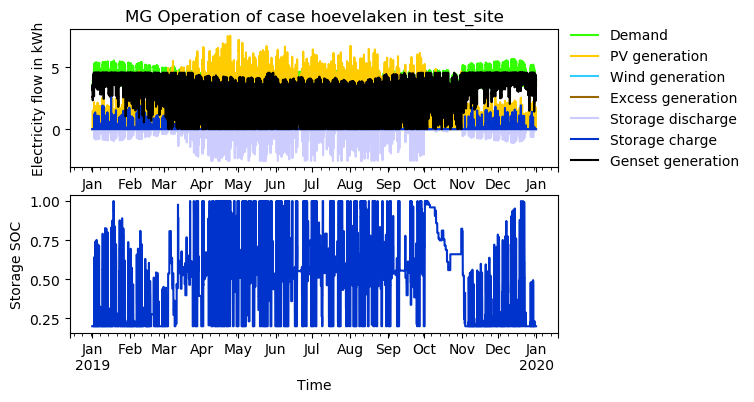 MG Operation of case hoevelaken in test_site
Electricity flow in kWh
5
0
Jan Feb Mar Apr May Jun Jul Aug Sep Oct Nov Dec Jan
Demand
PV generation
Wind generation
Excess generation
Storage discharge
Storage charge
Genset generation
Storage SOC
1.00
0.75
0.50
0.25
Jan Feb Mar Apr May Jun Jul Aug Sep Oct Nov Dec Jan
2019 2020
Time